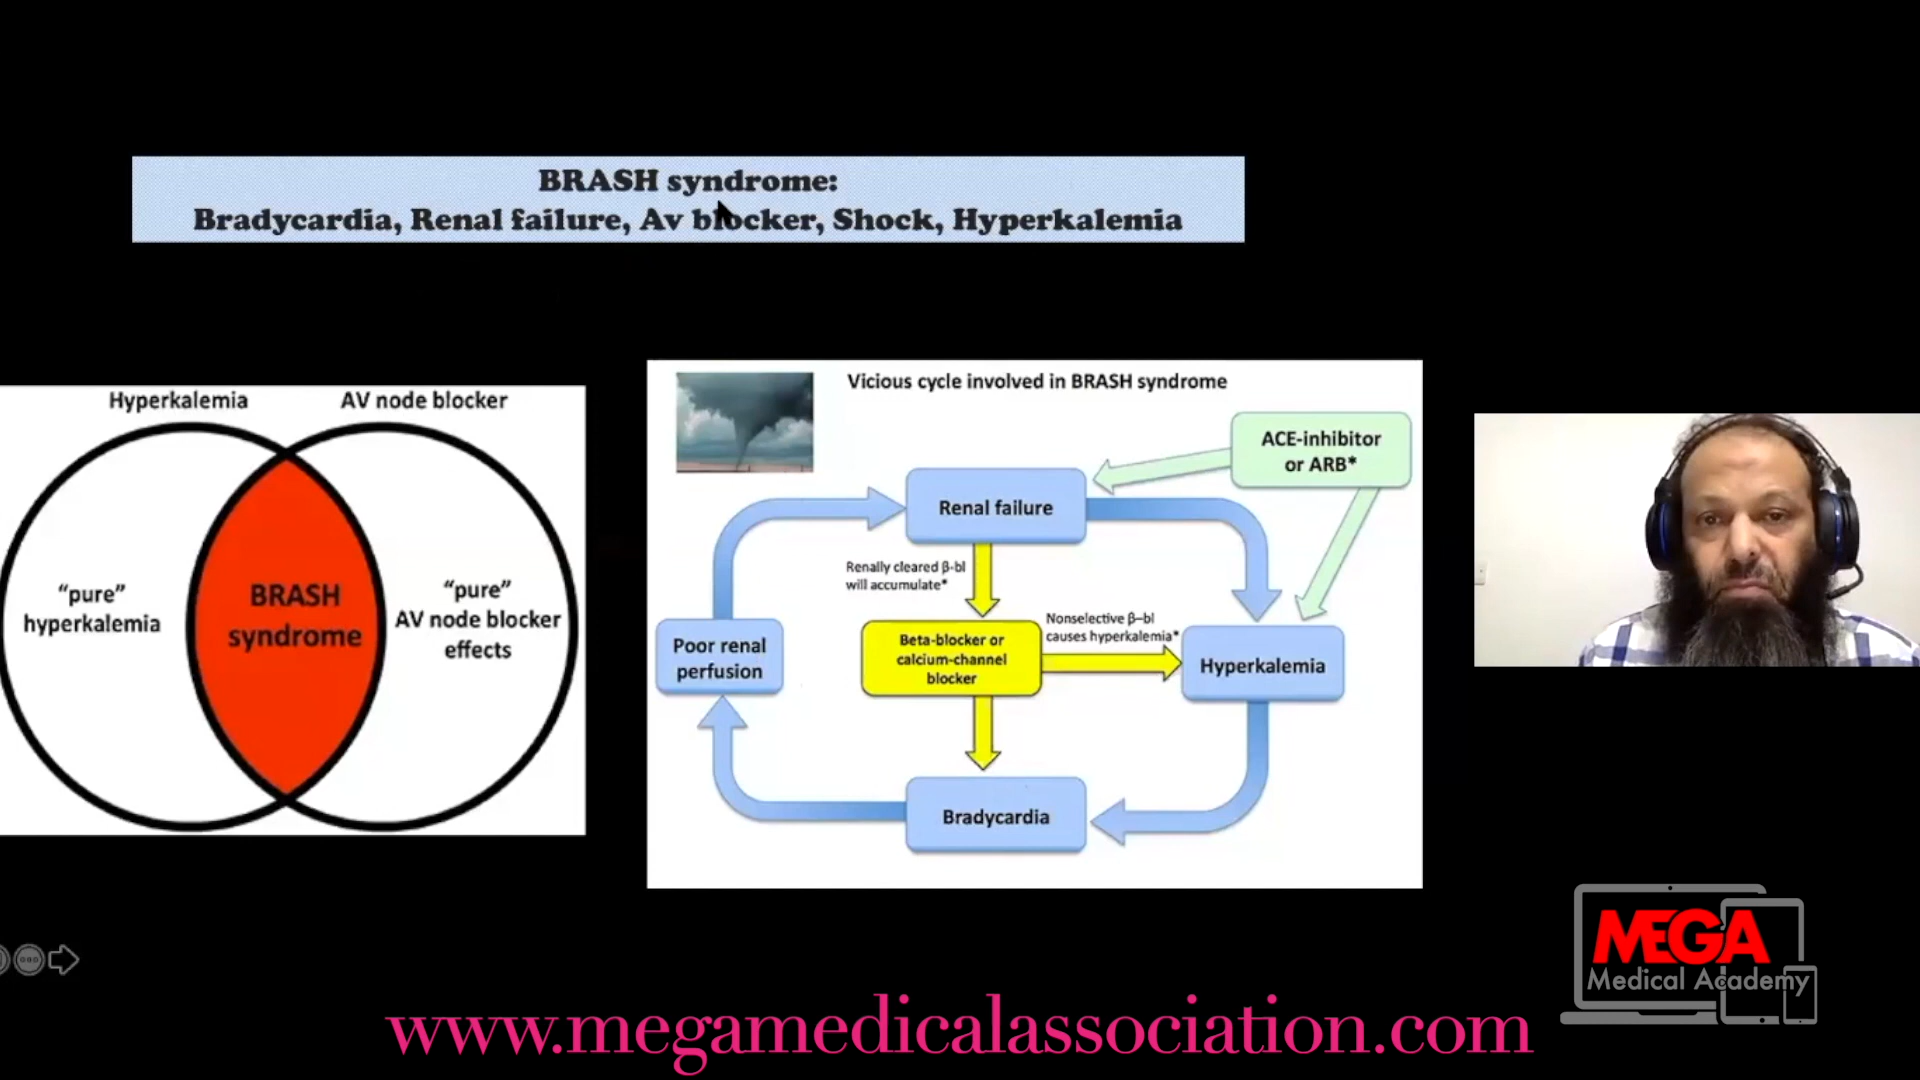 BRASH syndrome:
Bradycardia, Renal failure, Av blocker, Shock, Hyperkalemia
Hyperkalemia
AV node blocker
“pure”
hyperkalemia
BRASH
syndrome
“pure”
AV node blocker
effects
Vicious cycle involved in BRASH syndrome
ACE-inhibitor
or ARB*
Renal failure
Renally cleared β-bl
will accumulate*
Nonselective β–bl
causes hyperkalemia*
Poor renal
perfusion
Beta-blocker or
calcium-channel
blocker
Hyperkalemia
Bradycardia
MEGA
Medical Academy
www.megamedicalassociation.com